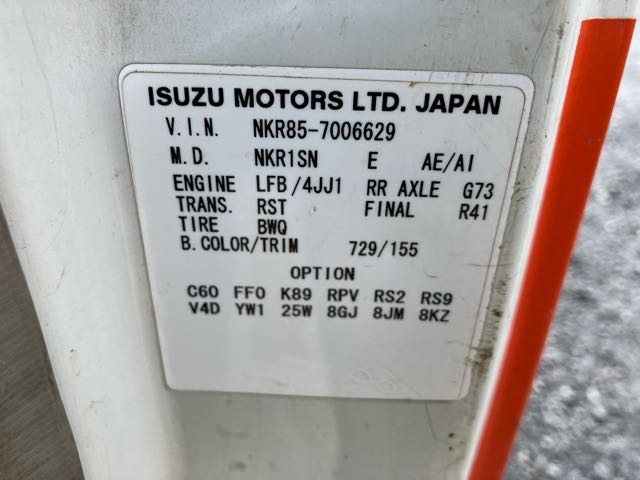 ISUZU MOTORS LTD. JAPAN
V.I.N. NKR85-7006629
M.D. NKR1SN E AE/AI
ENGINE LFB/4JJ1 RR AXLE G73
TRANS. RST FINAL R41
TIRE BWQ
B.COLOR/TRIM 729/155
OPTION
C60 FF0 K89 RPV RS2 RS9
V4D YW1 25W 8GJ 8JM 8KZ